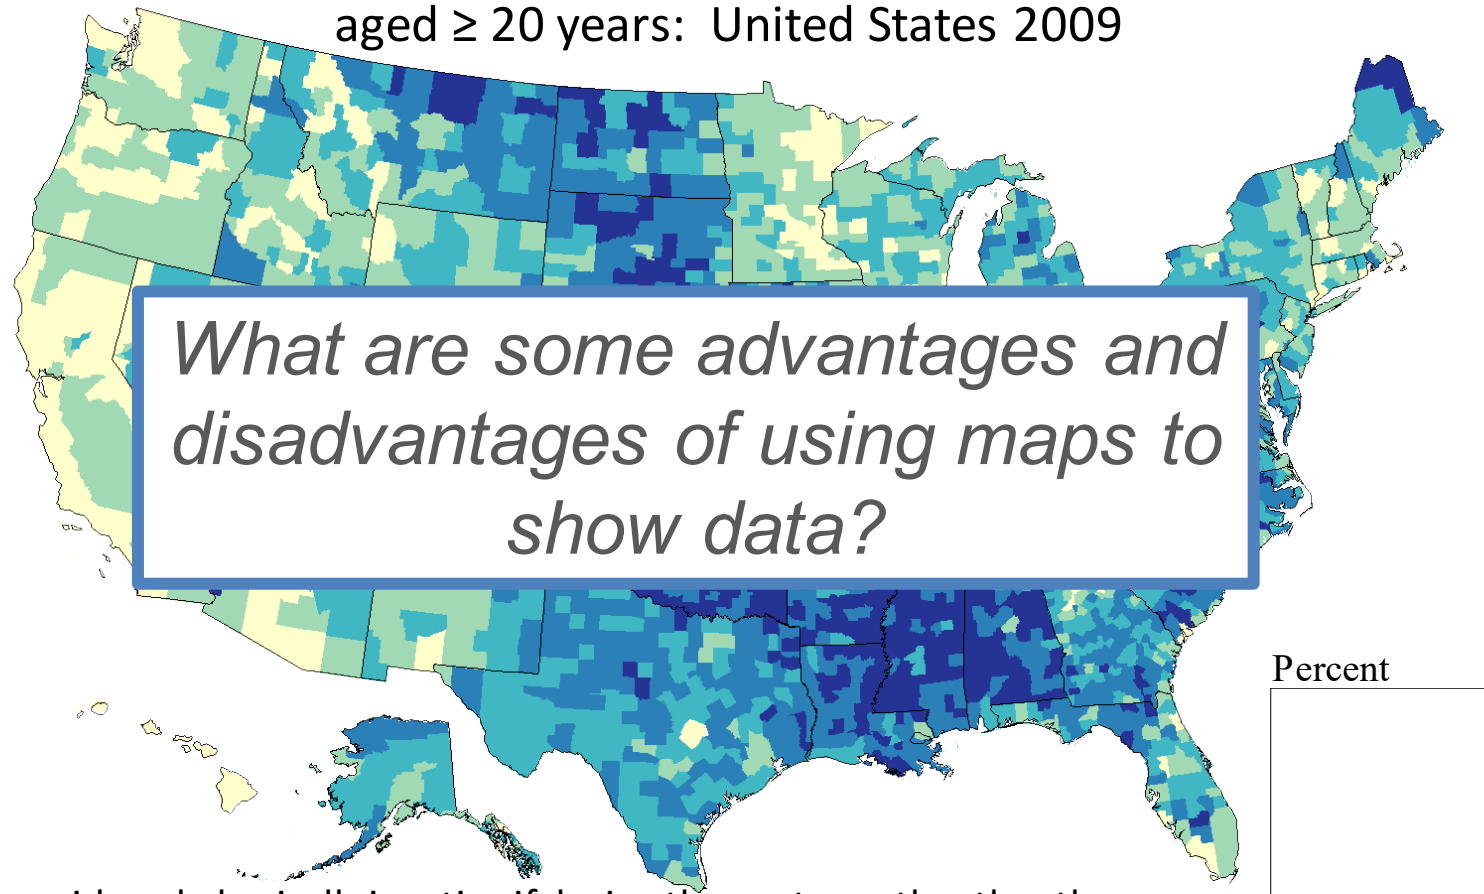 aged ≥ 20 years: United States 2009
What are some advantages and
disadvantages of using maps to
show data?
Percent